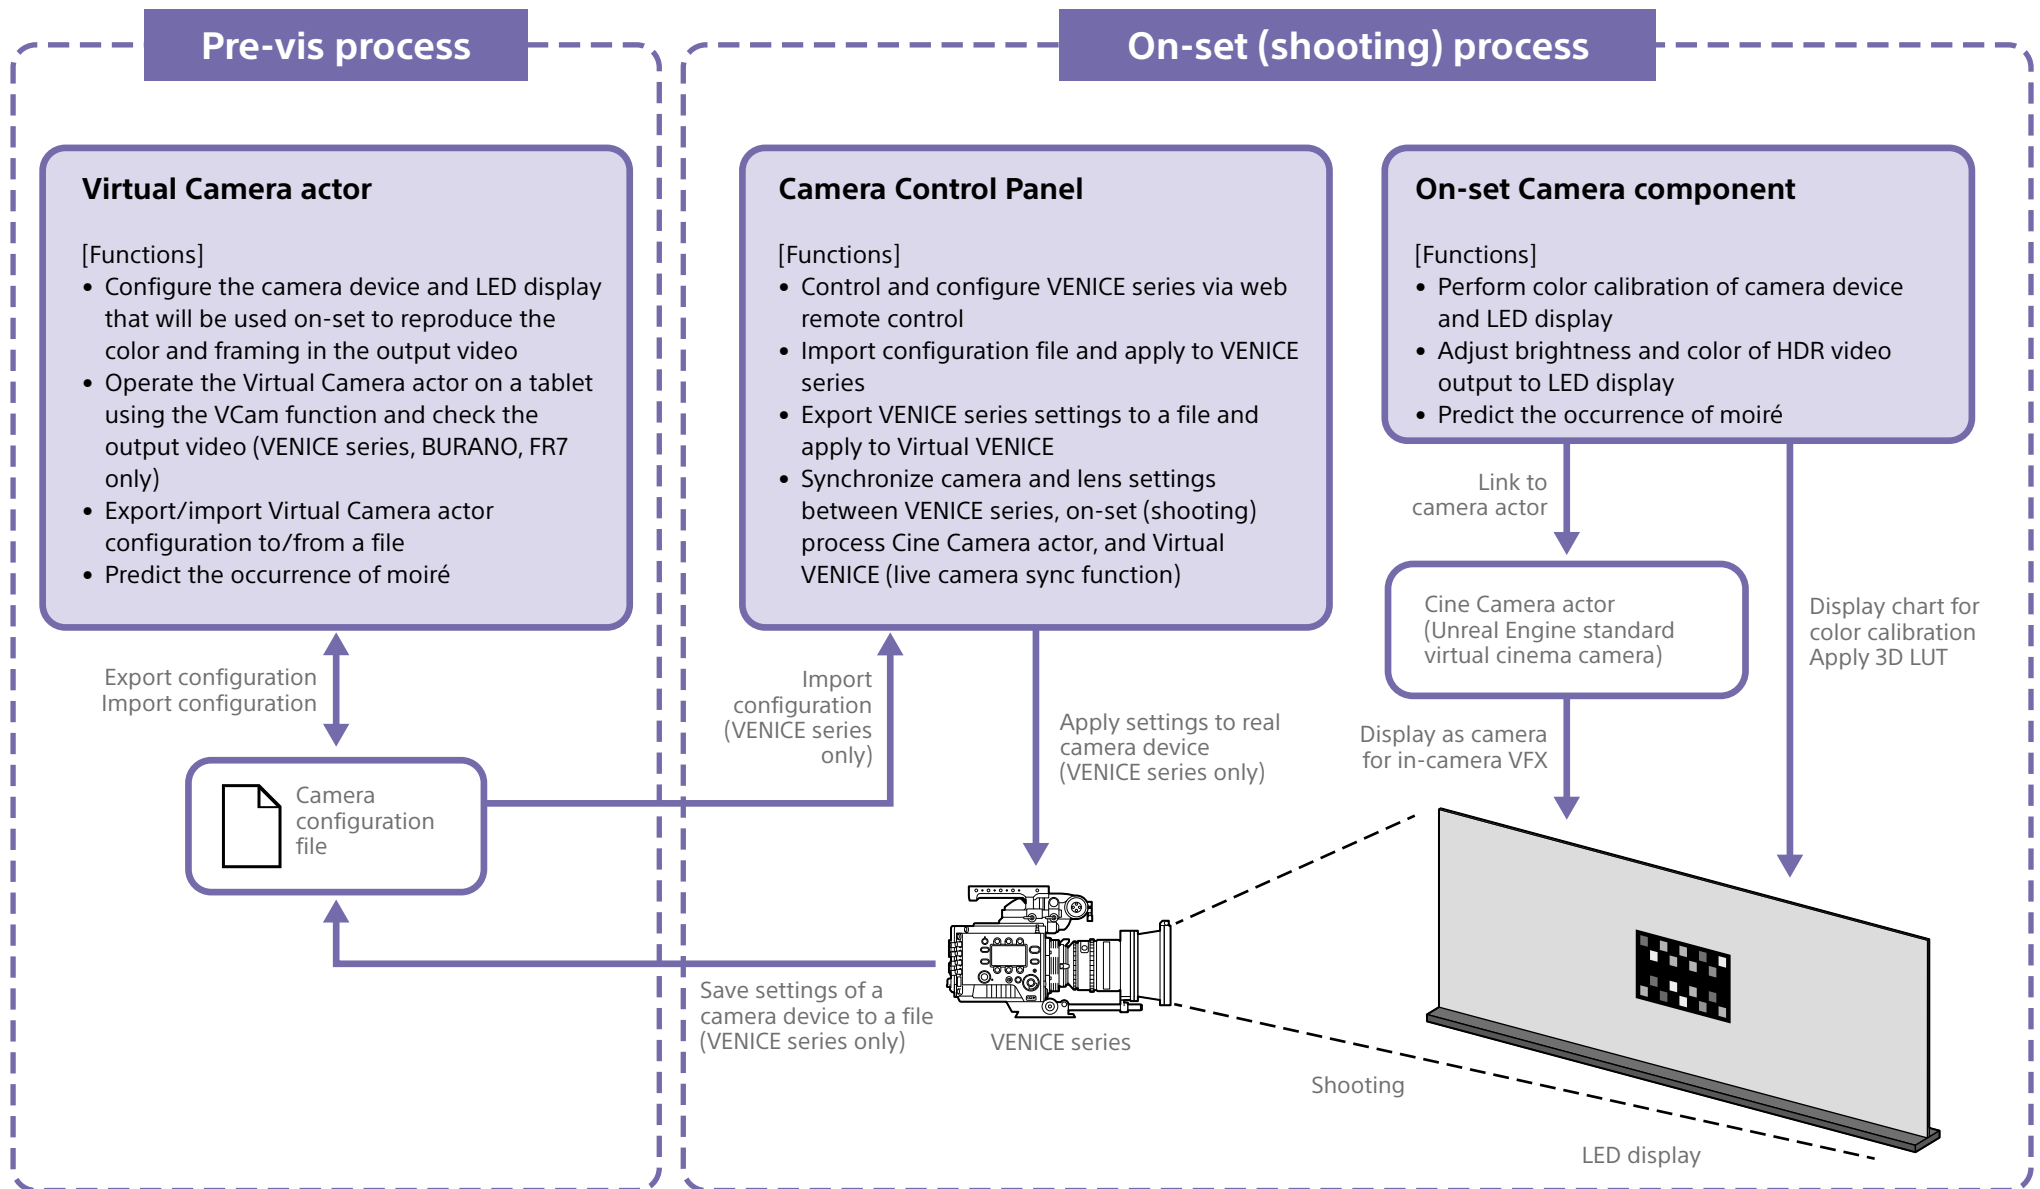 Pre-vis process
On-set (shooting) process
Virtual Camera actor
[Functions]
• Configure the camera device and LED display
that will be used on-set to reproduce the
color and framing in the output video
• Operate the Virtual Camera actor on a tablet
using the VCam function and check the
output video (VENICE series, BURANO, FR7
only)
• Export/import Virtual Camera actor
configuration to/from a file
• Predict the occurrence of moiré
Export configuration
Import configuration
Camera
configuration
file
Camera Control Panel
[Functions]
• Control and configure VENICE series via web
remote control
• Import configuration file and apply to VENICE
series
• Export VENICE series settings to a file and
apply to Virtual VENICE
• Synchronize camera and lens settings
between VENICE series, on-set (shooting)
process Cine Camera actor, and Virtual
VENICE (live camera sync function)
Import
configuration
(VENICE series
only)
Apply settings to real
camera device
(VENICE series only)
Save settings of a
camera device to a file
(VENICE series only)
VENICE series
On-set Camera component
[Functions]
• Perform color calibration of camera device
and LED display
• Adjust brightness and color of HDR video
output to LED display
• Predict the occurrence of moiré
Link to
camera actor
Cine Camera actor
(Unreal Engine standard
virtual cinema camera)
Display chart for
color calibration
Apply 3D LUT
Display as camera
for in-camera VFX
Shooting
LED display